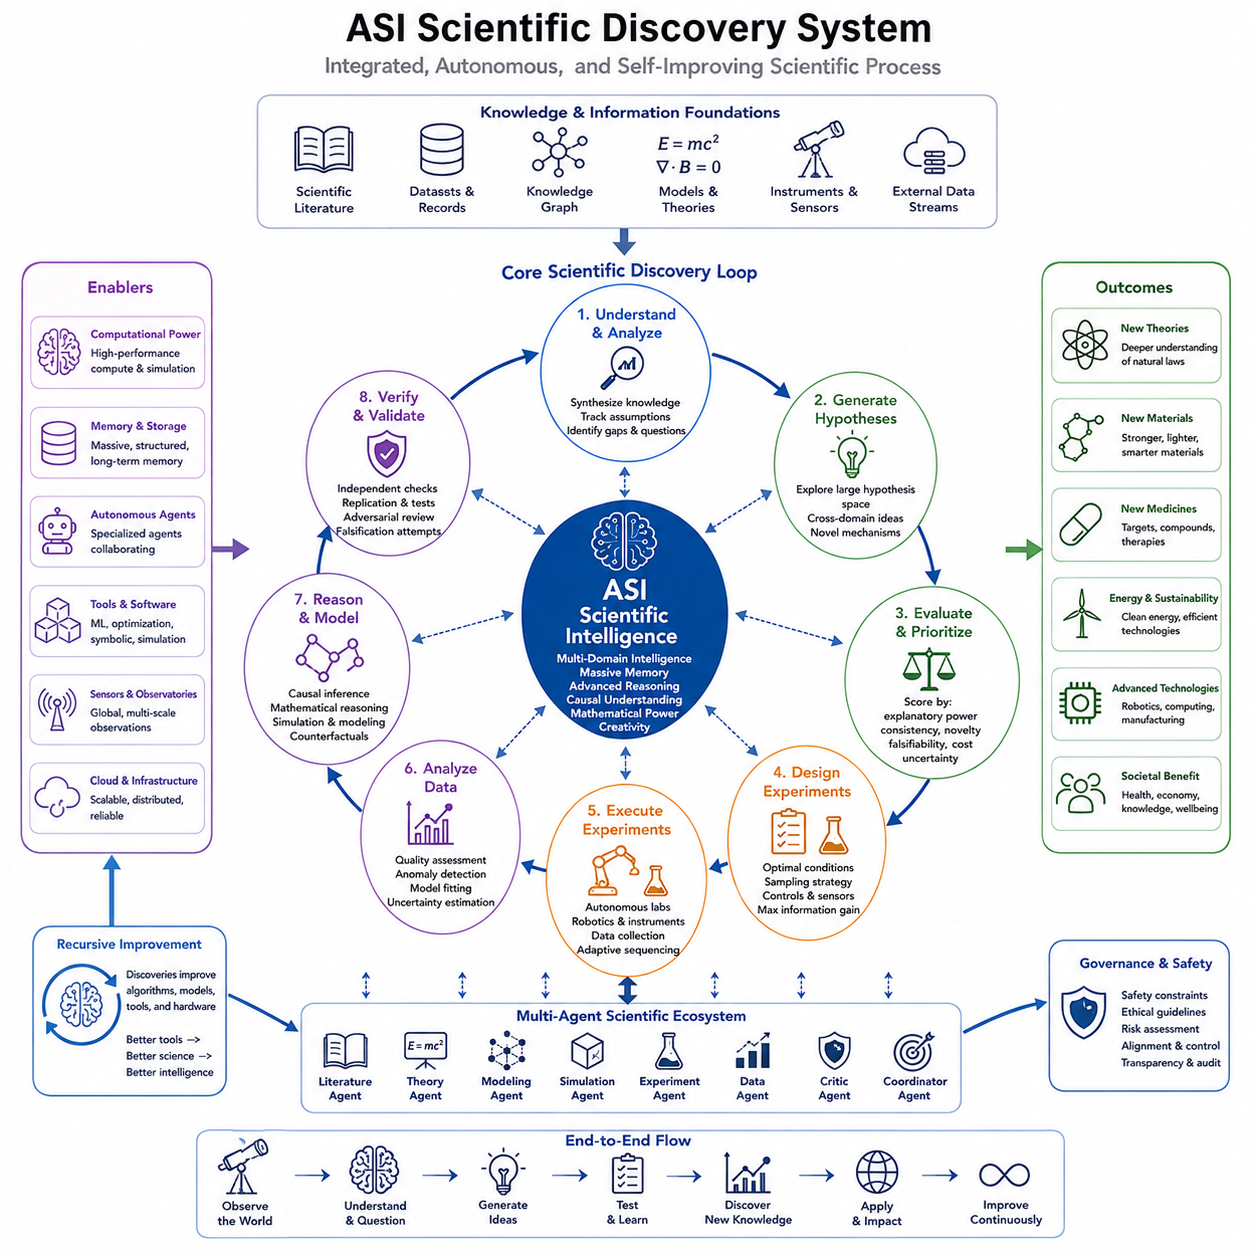 ASI Scientific Discovery System
Integrated, Autonomous, and Self-Improving Scientific Process
Knowledge & Information Foundations
Scientific
Literature
Datasts &
Records
Knowledge
Graph
E = mc²
∇ · B = 0
Models &
Theories
Instruments &
Sensors
External Data
Streams
Enablers
Computational Power
High-performance
compute & simulation
Memory & Storage
Massive, structured,
long-term memory
Autonomous Agents
Specialized agents
collaborating
Tools & Software
ML, optimization,
symbolic, simulation
Sensors & Observatories
Global, multi-scale
observations
Cloud & Infrastructure
Scalable, distributed,
reliable
Core Scientific Discovery Loop
1. Understand
& Analyze
Synthesize knowledge
Track assumptions
Identify gaps & questions
2. Generate
Hypotheses
Explore large hypothesis
space
Cross-domain ideas
Novel mechanisms
3. Evaluate
& Prioritize
Score by:
explanatory power
consistency, novelty
falsifiability, cost
uncertainty
4. Design
Experiments
Optimal conditions
Sampling strategy
Controls & sensors
Max information gain
5. Execute
Experiments
Autonomous labs
Robotics & instruments
Data collection
Adaptive sequencing
6. Analyze
Data
Quality assessment
Anomaly detection
Model fitting
Uncertainty estimation
7. Reason
& Model
Causal inference
Mathematical reasoning
Simulation & modeling
Counterfactuals
8. Verify
& Validate
Independent checks
Replication & tests
Adversarial review
Falsification attempts
ASI
Scientific
Intelligence
Multi-Domain Intelligence
Massive Memory
Advanced Reasoning
Causal Understanding
Mathematical Power
Creativity
Outcomes
New Theories
Deeper understanding
of natural laws
New Materials
Stronger, lighter,
smarter materials
New Medicines
Targets, compounds,
therapies
Energy & Sustainability
Clean energy, efficient
technologies
Advanced Technologies
Robotics, computing,
manufacturing
Societal Benefit
Health, economy,
knowledge, wellbeing
Recursive Improvement
Discoveries improve
algorithms, models,
tools, and hardware
Better tools →
Better science →
Better intelligence
Multi-Agent Scientific Ecosystem
Literature
Agent
E = mc²
Theory
Agent
Modeling
Agent
Simulation
Agent
Experiment
Agent
Data
Agent
Critic
Agent
Coordinator
Agent
Governance & Safety
Safety constraints
Ethical guidelines
Risk assessment
Alignment & control
Transparency & audit
End-to-End Flow
Observe
the World
Understand
& Question
Generate
Ideas
Test
& Learn
Discover
New Knowledge
Apply
& Impact
Improve
Continuously